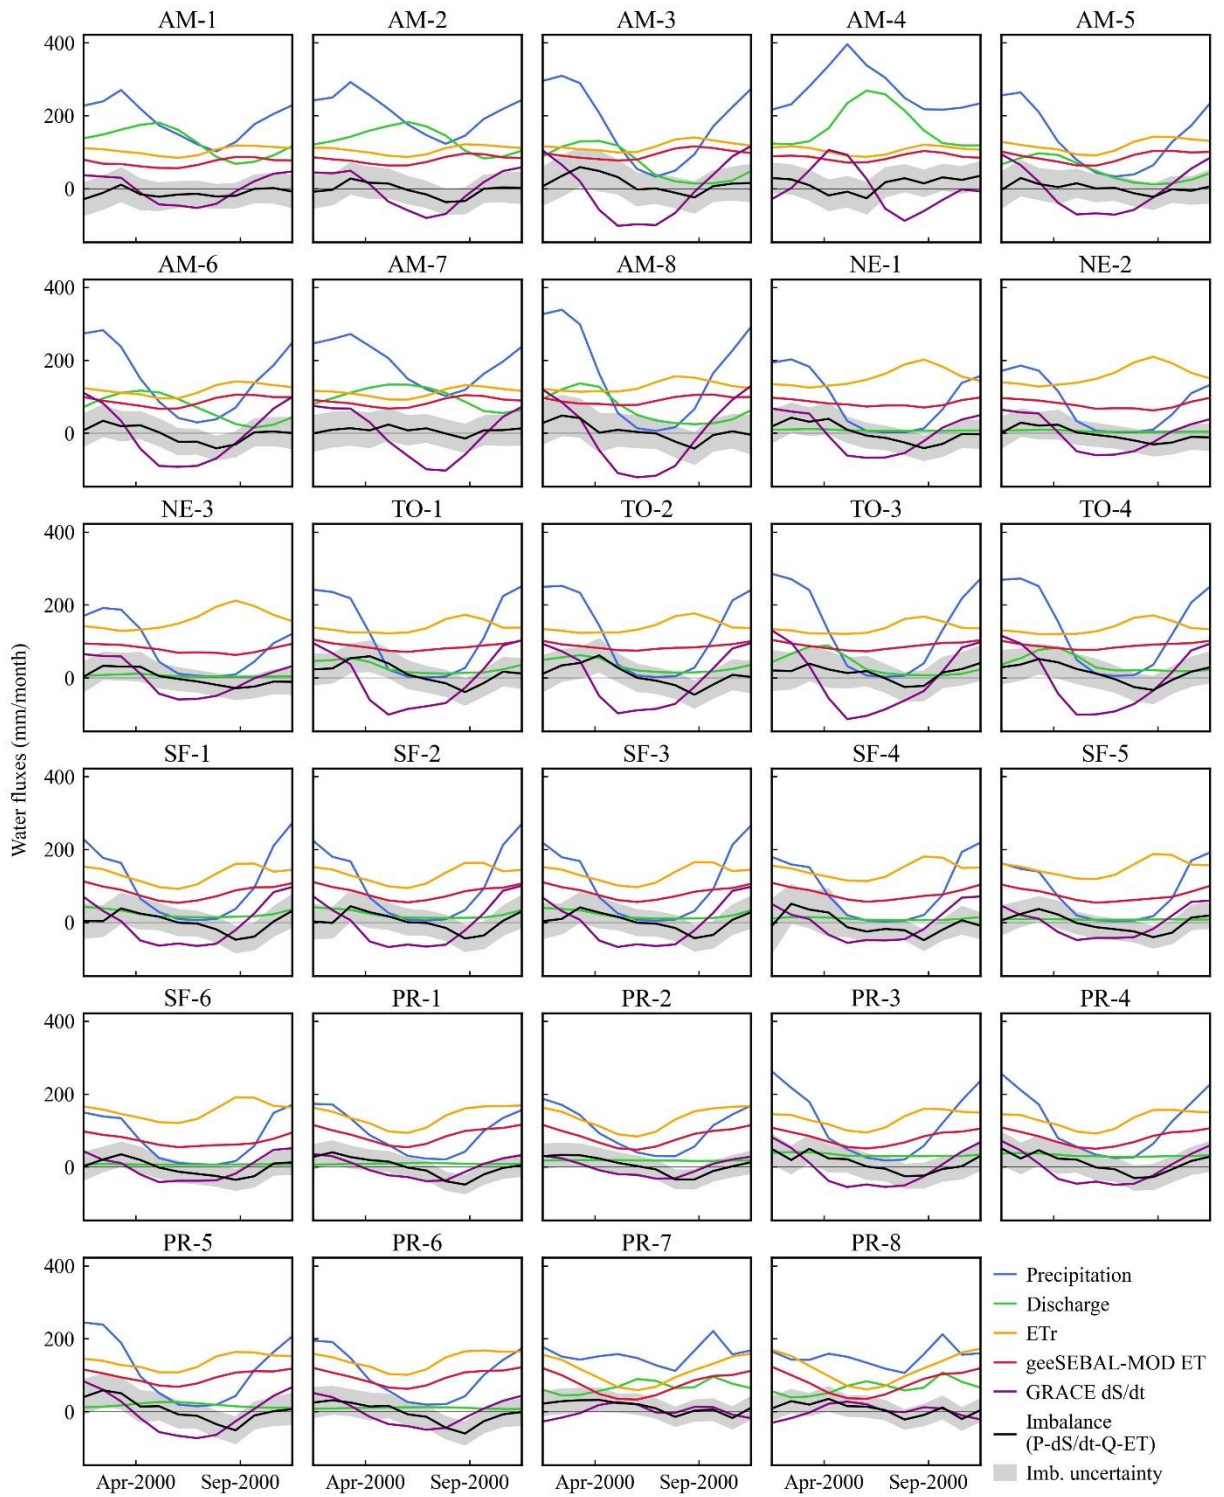 AM-1 AM-2 AM-3 AM-4 AM-5
400
200
0
AM-6 AM-7 AM-8 NE-1 NE-2
400
200
0
NE-3 TO-1 TO-2 TO-3 TO-4
400
200
0
Water fluxes (mm/month)
SF-1 SF-2 SF-3 SF-4 SF-5
400
200
0
SF-6 PR-1 PR-2 PR-3 PR-4
400
200
0
PR-5 PR-6 PR-7 PR-8
400
200
0
Apr-2000 Sep-2000 Apr-2000 Sep-2000 Apr-2000 Sep-2000 Apr-2000 Sep-2000
Precipitation
Discharge
ETr
geeSEBAL-MOD ET
GRACE dS/dt
Imbalance
(P-dS/dt-Q-ET)
Imb. uncertainty